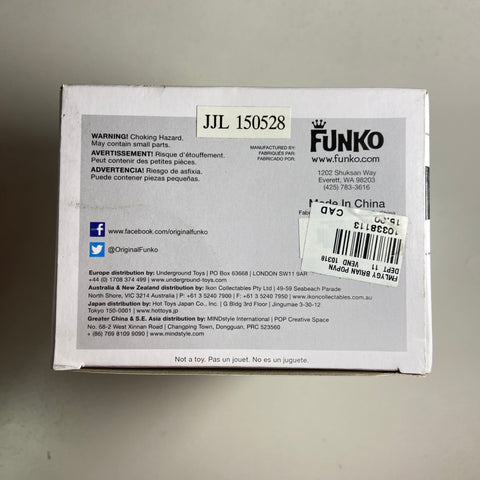 JJL 150528
WARNING! Choking Hazard.
May contain small parts.
AVERTISSEMENT! Risque d'étouffement.
Peut contenir des petites pièces.
ADVERTENCIA! Riesgo de asfixia.
Puede contener piezas pequeñas.
MANUFACTURED BY:
FABRIQUÉS PAR:
FABRICADO POR:
FUNKO
www.funko.com
1202 Shuksan Way
Everett, WA 98203
(425) 783-3616
Made In China
www.facebook.com/originalfunko
@OriginalFunko
FMLYGY BRIAN POPVN
DEPT 11 VEND 10316
10338113
CAD
15.00
Europe distribution by: Underground Toys | PO Box 63668 | LONDON SW11 9AR
+44 (0) 1708 374 499 | www.underground-toys.com
Australia & New Zealand distribution by: Ikon Collectables Pty Ltd | 49-59 Seabeach Parade
North Shore, VIC 3214 Australia | P: +61 3 5240 7900 | F: +61 3 5240 7990 | www.ikoncollectables.com
Japan distribution by: Hot Toys Japan Co., Inc. | G Bldg 3rd Floor | Jingumae 3-30-12
Tokyo 150-0001 | www.hottoys.jp
Greater China & S.E. Asia distribution by: MINDstyle International | POP Creative Space
No. 68-2 West Xinnan Road | Changping Town, Dongguan, PRC 523560
+ (86) 769 8109 9090 | www.mindstyle.com
Not a toy. Pas un jouet. No es un juguete.